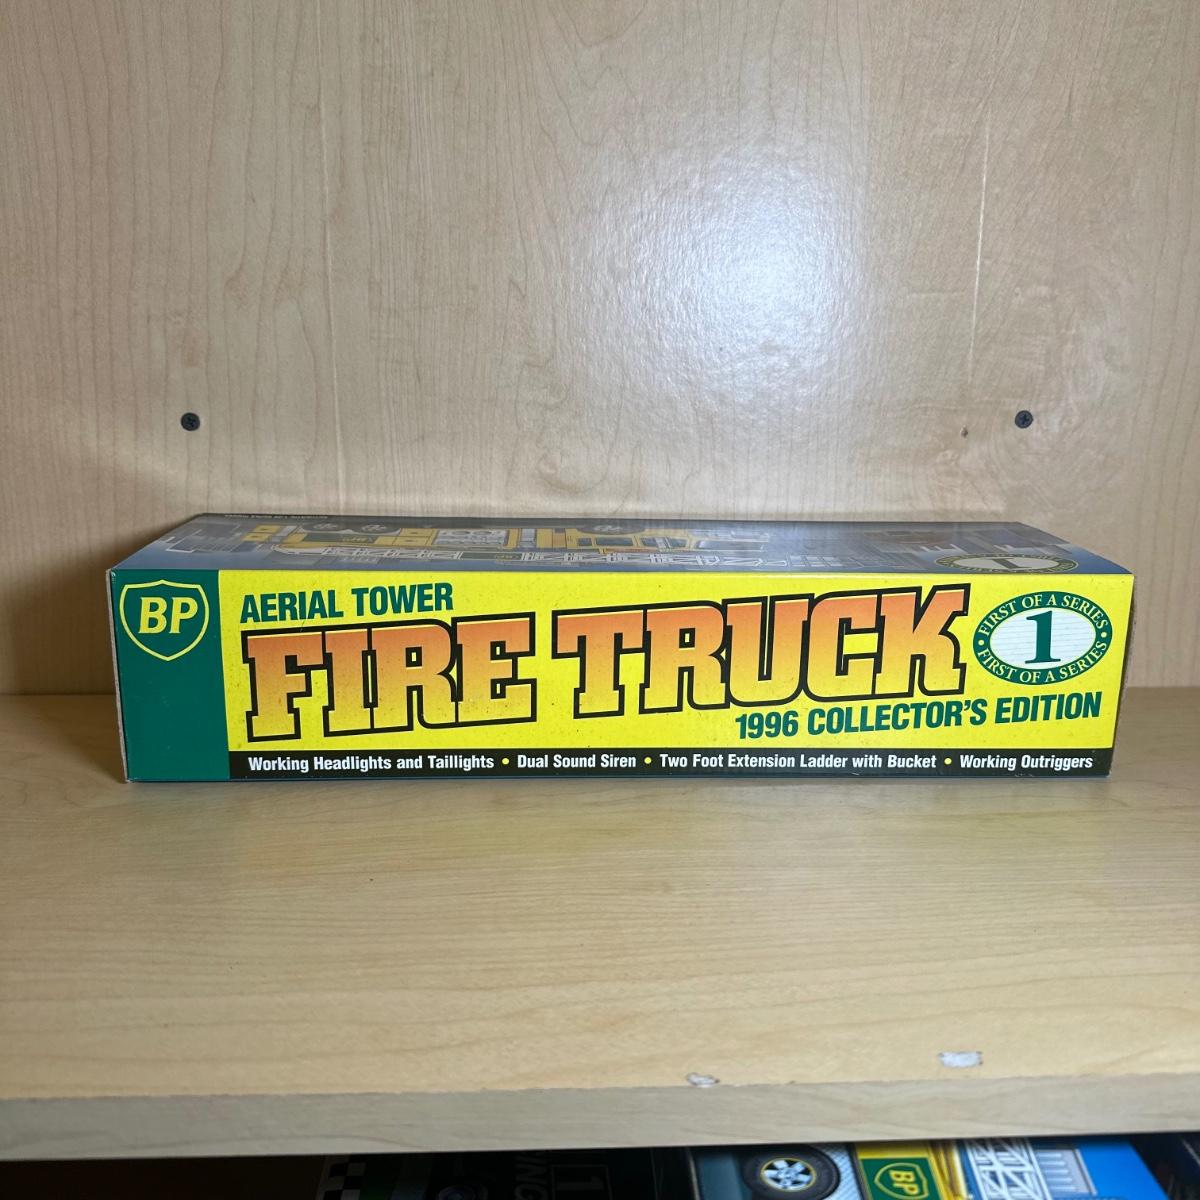 BP
AERIAL TOWER
FIRE TRUCK
FIRST OF A SERIES
1
FIRST OF A SERIES
1996 COLLECTOR'S EDITION
Working Headlights and Taillights • Dual Sound Siren • Two Foot Extension Ladder with Bucket • Working Outriggers
BP